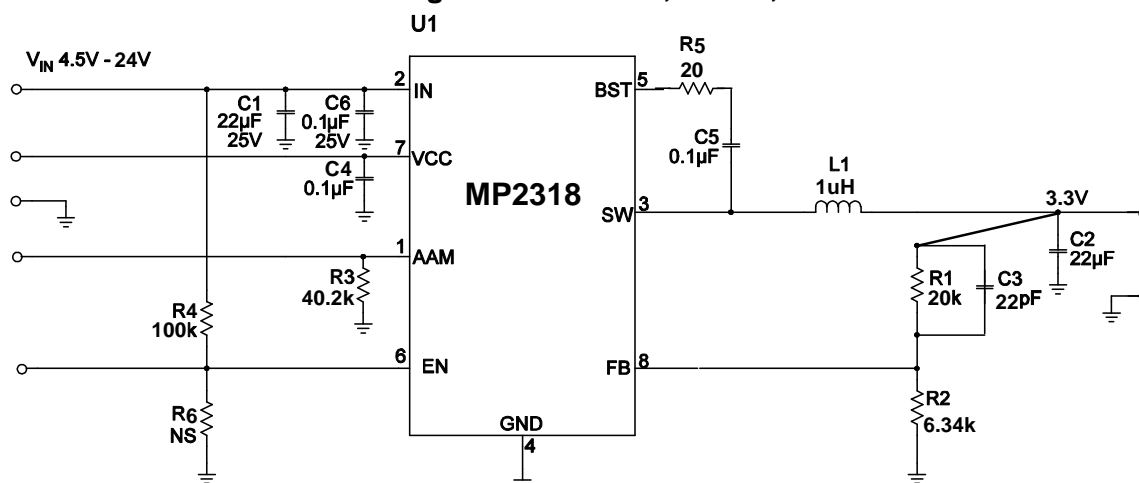 U1
V_IN 4.5V - 24V
2
IN
C1
22µF
25V
C6
0.1µF
25V
7
VCC
C4
0.1µF
1
AAM
R3
40.2k
R4
100k
6
EN
R6
NS
MP2318
GND
4
BST
5
R5
20
C5
0.1µF
SW
3
L1
1uH
3.3V
C2
22µF
R1
20k
C3
22pF
FB
8
R2
6.34k